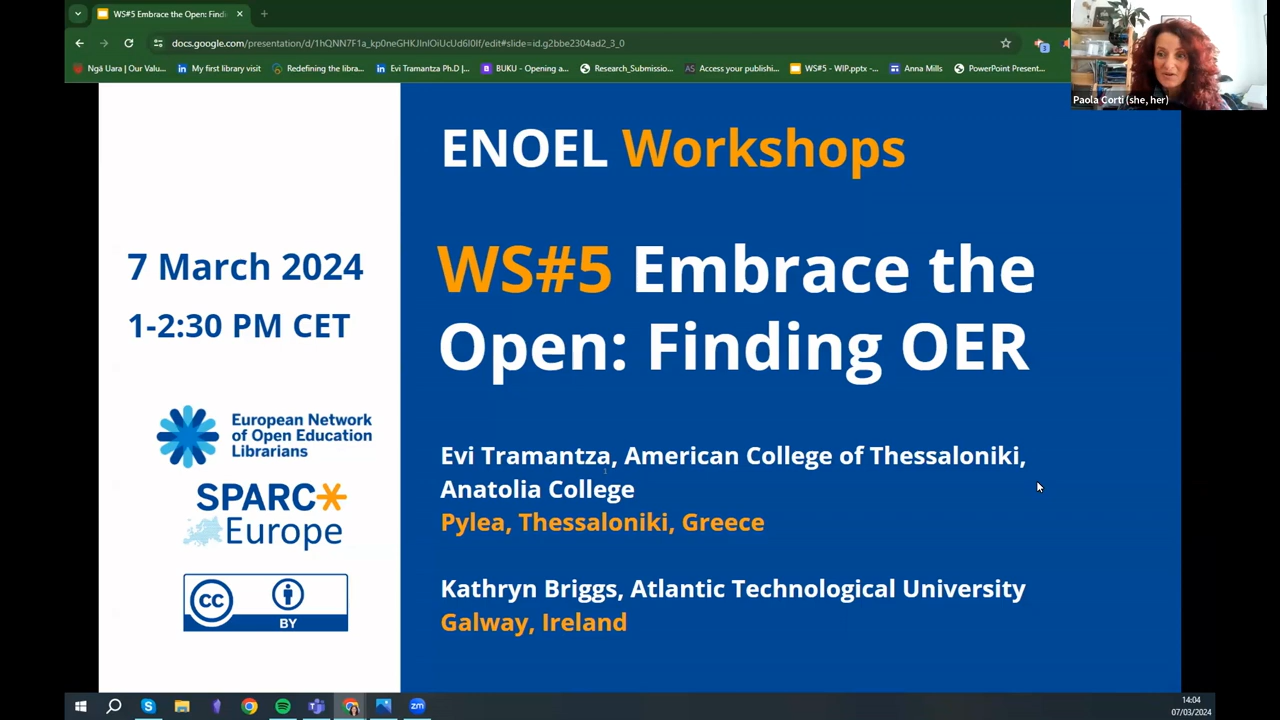 WS#5 Embrace the Open: Findi
docs.google.com/presentation/d/1hQNN7F1a_kp0neGHKJInIOiUcUd6I0lf/edit#slide=id.g2bbe2304ad2_3_0
Ngā Uara | Our Valu...
My first library visit
Redefining the libra...
Evi Tramantza Ph.D |...
BUKU - Opening a...
Research_Submissio...
Access your publishi...
WS#5 - WIP.pptx -...
Anna Mills
PowerPoint Present...
Paola Corti (she, her)
ENOEL Workshops
7 March 2024
1-2:30 PM CET
WS#5 Embrace the
Open: Finding OER
European Network
of Open Education
Librarians
SPARC
Europe
CC
BY
Evi Tramantza, American College of Thessaloniki,
Anatolia College
Pylea, Thessaloniki, Greece
Kathryn Briggs, Atlantic Technological University
Galway, Ireland
14:04
07/03/2024